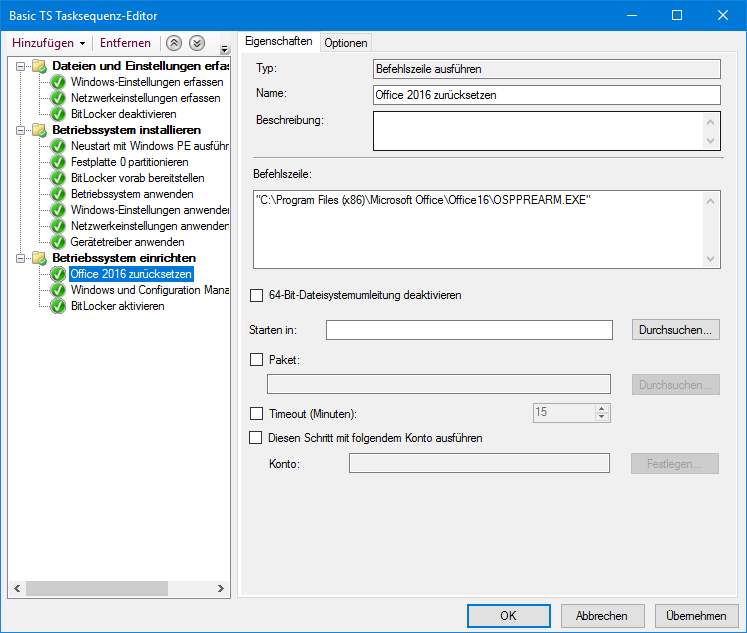 Basic TS Tasksequenz-Editor
Hinzufügen
Entfernen
Dateien und Einstellungen erfas
Windows-Einstellungen erfassen
Netzwerkeinstellungen erfassen
BitLocker deaktivieren
Betriebssystem installieren
Neustart mit Windows PE ausführ
Festplatte 0 partitionieren
BitLocker vorab bereitstellen
Betriebssystem anwenden
Windows-Einstellungen anwenden
Netzwerkeinstellungen anwenden
Gerätetreiber anwenden
Betriebssystem einrichten
Office 2016 zurücksetzen
Windows und Configuration Mana
BitLocker aktivieren
Eigenschaften
Optionen
Typ:
Befehlszeile ausführen
Name:
Office 2016 zurücksetzen
Beschreibung:
Befehlszeile:
"C:\Program Files (x86)\Microsoft Office\Office16\OSPPREARM.EXE"
64-Bit-Dateisystemumleitung deaktivieren
Starten in:
Durchsuchen...
Paket:
Durchsuchen...
Timeout (Minuten):
15
Diesen Schritt mit folgendem Konto ausführen
Konto:
Festlegen...
OK
Abbrechen
Übernehmen